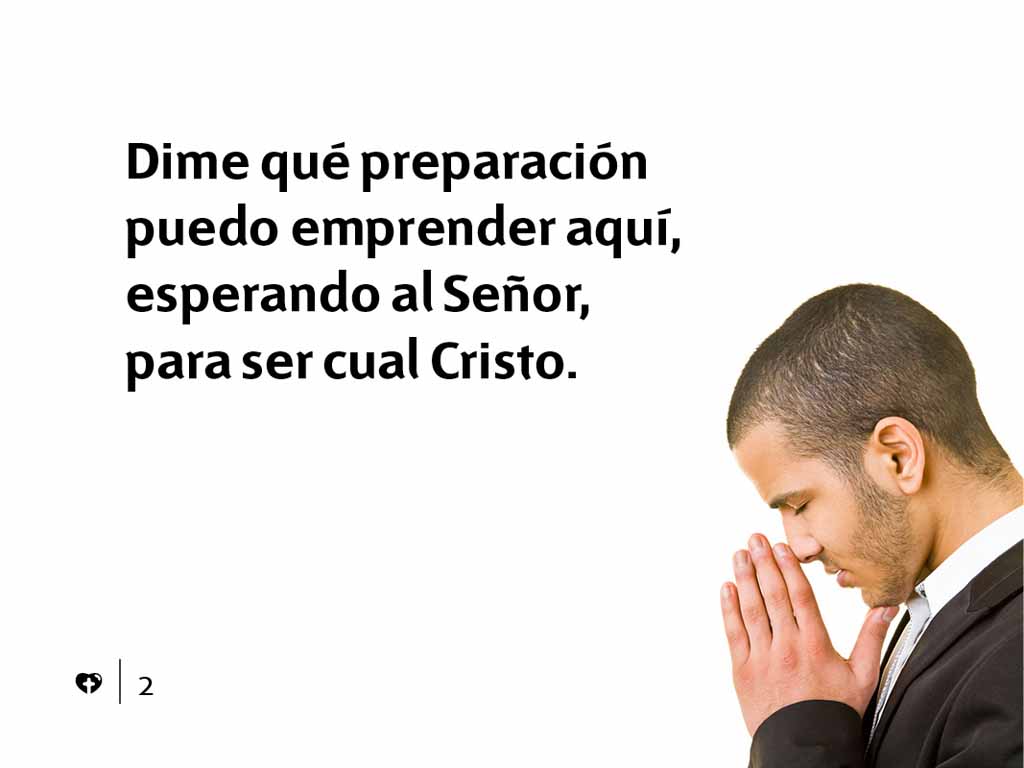 Dime qué preparación
puedo emprender aquí,
esperando al Señor,
para ser cual Cristo.
2